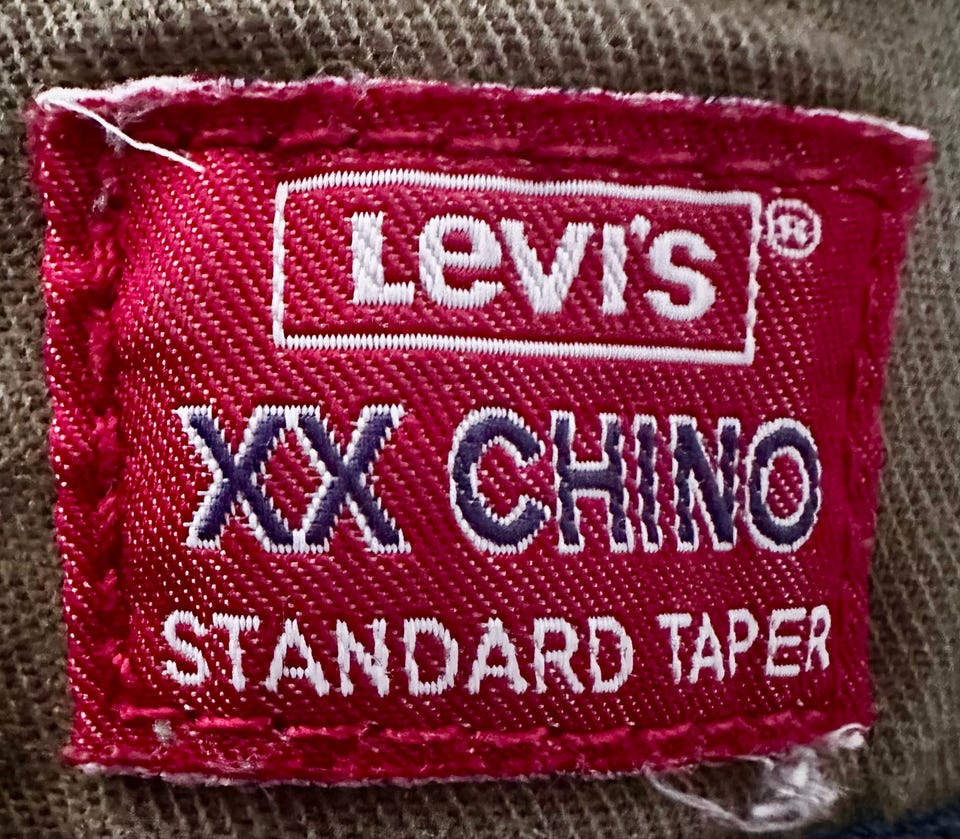 Levi's ®
XX CHINO
STANDARD TAPER